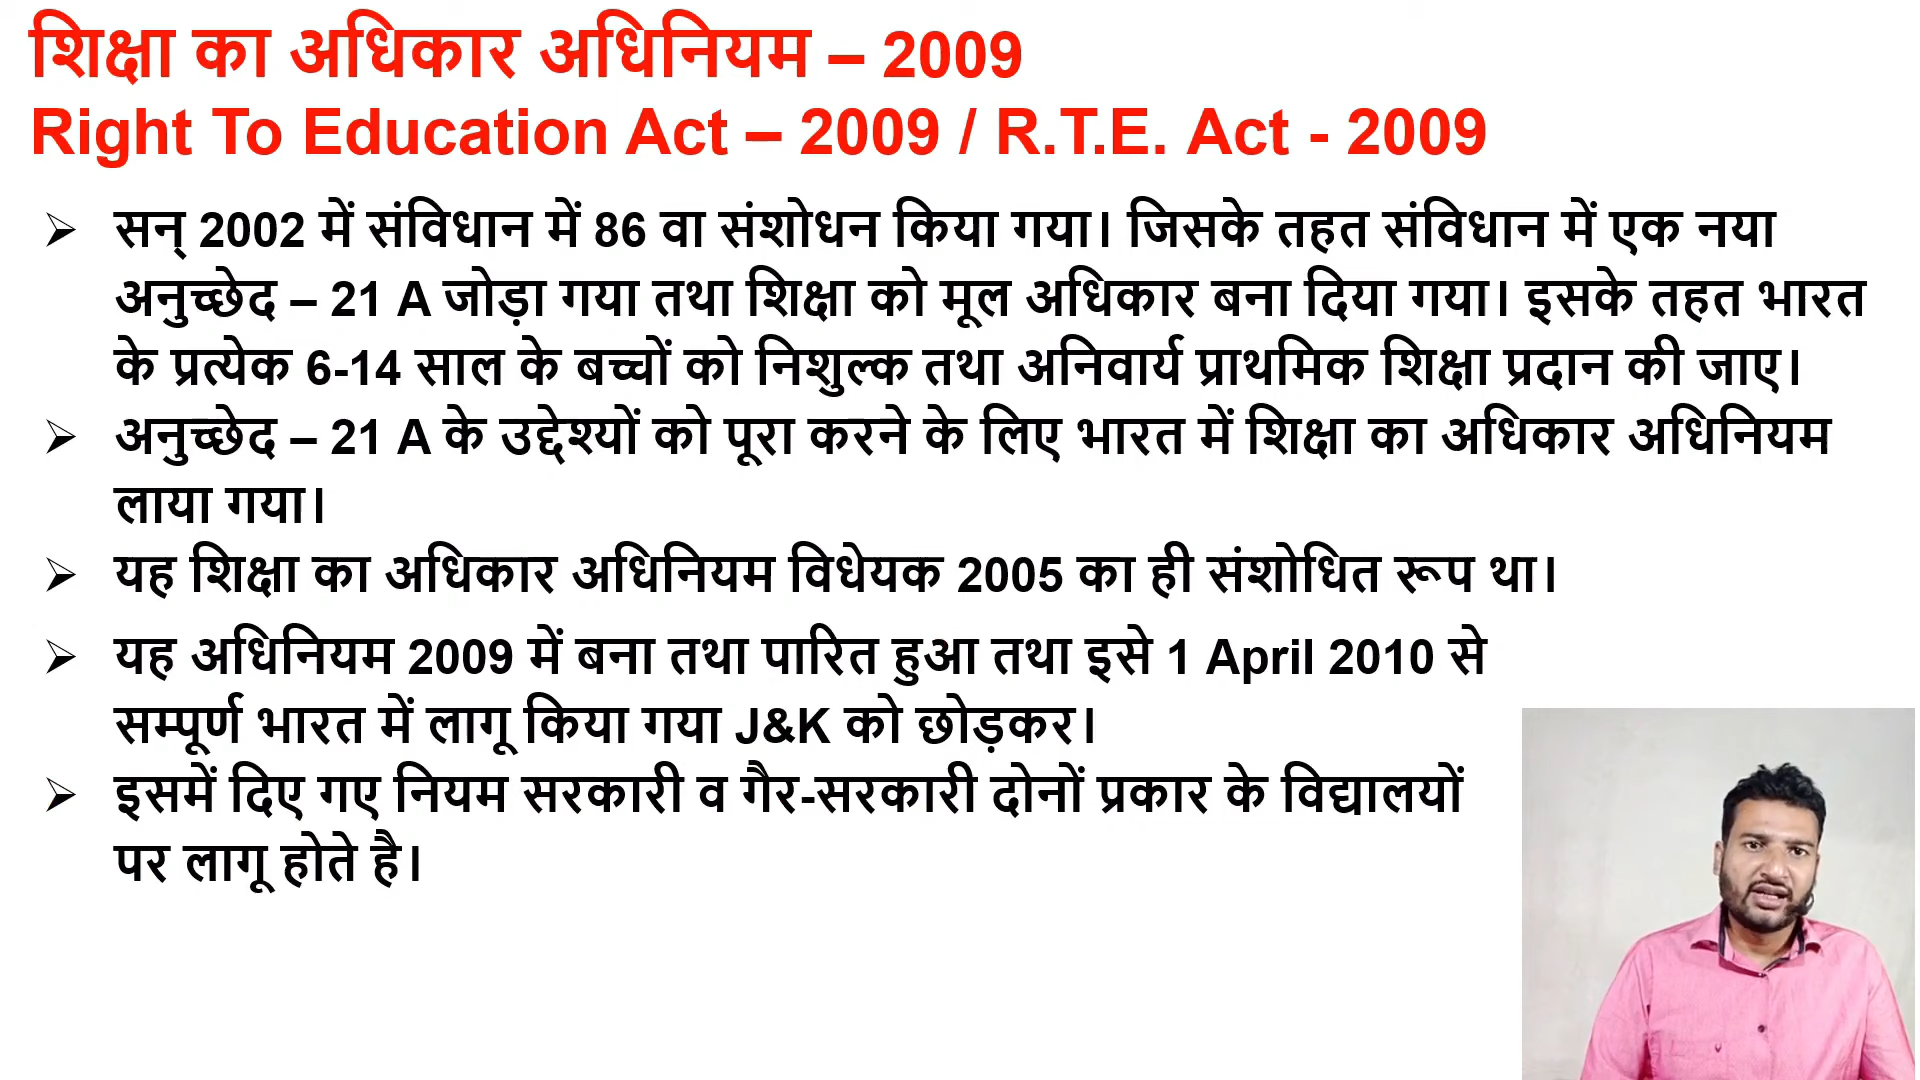 शिक्षा का अधिकार अधिनियम – 2009
Right To Education Act – 2009 / R.T.E. Act - 2009
➢ सन् 2002 में संविधान में 86 वा संशोधन किया गया। जिसके तहत संविधान में एक नया
अनुच्छेद – 21 A जोड़ा गया तथा शिक्षा को मूल अधिकार बना दिया गया। इसके तहत भारत
के प्रत्येक 6-14 साल के बच्चों को निशुल्क तथा अनिवार्य प्राथमिक शिक्षा प्रदान की जाए।
➢ अनुच्छेद – 21 A के उद्देश्यों को पूरा करने के लिए भारत में शिक्षा का अधिकार अधिनियम
लाया गया।
➢ यह शिक्षा का अधिकार अधिनियम विधेयक 2005 का ही संशोधित रूप था।
➢ यह अधिनियम 2009 में बना तथा पारित हुआ तथा इसे 1 April 2010 से
सम्पूर्ण भारत में लागू किया गया J&K को छोड़कर।
➢ इसमें दिए गए नियम सरकारी व गैर-सरकारी दोनों प्रकार के विद्यालयों
पर लागू होते है।